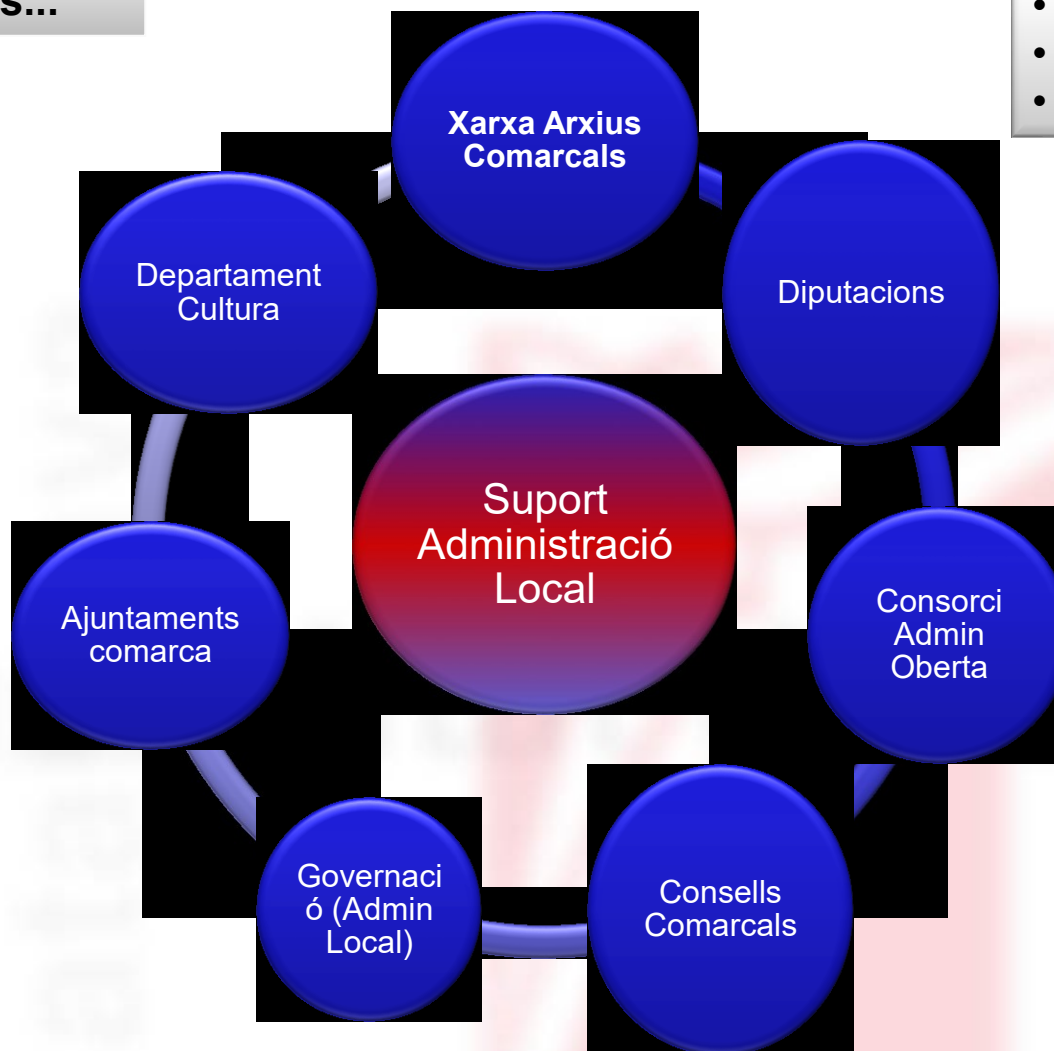 s...
•
•
•
Xarxa Arxius
Comarcals
Departament
Cultura
Diputacions
Suport
Administració
Local
Ajuntaments
comarca
Consorci
Admin
Oberta
Governaci
ó (Admin
Local)
Consells
Comarcals